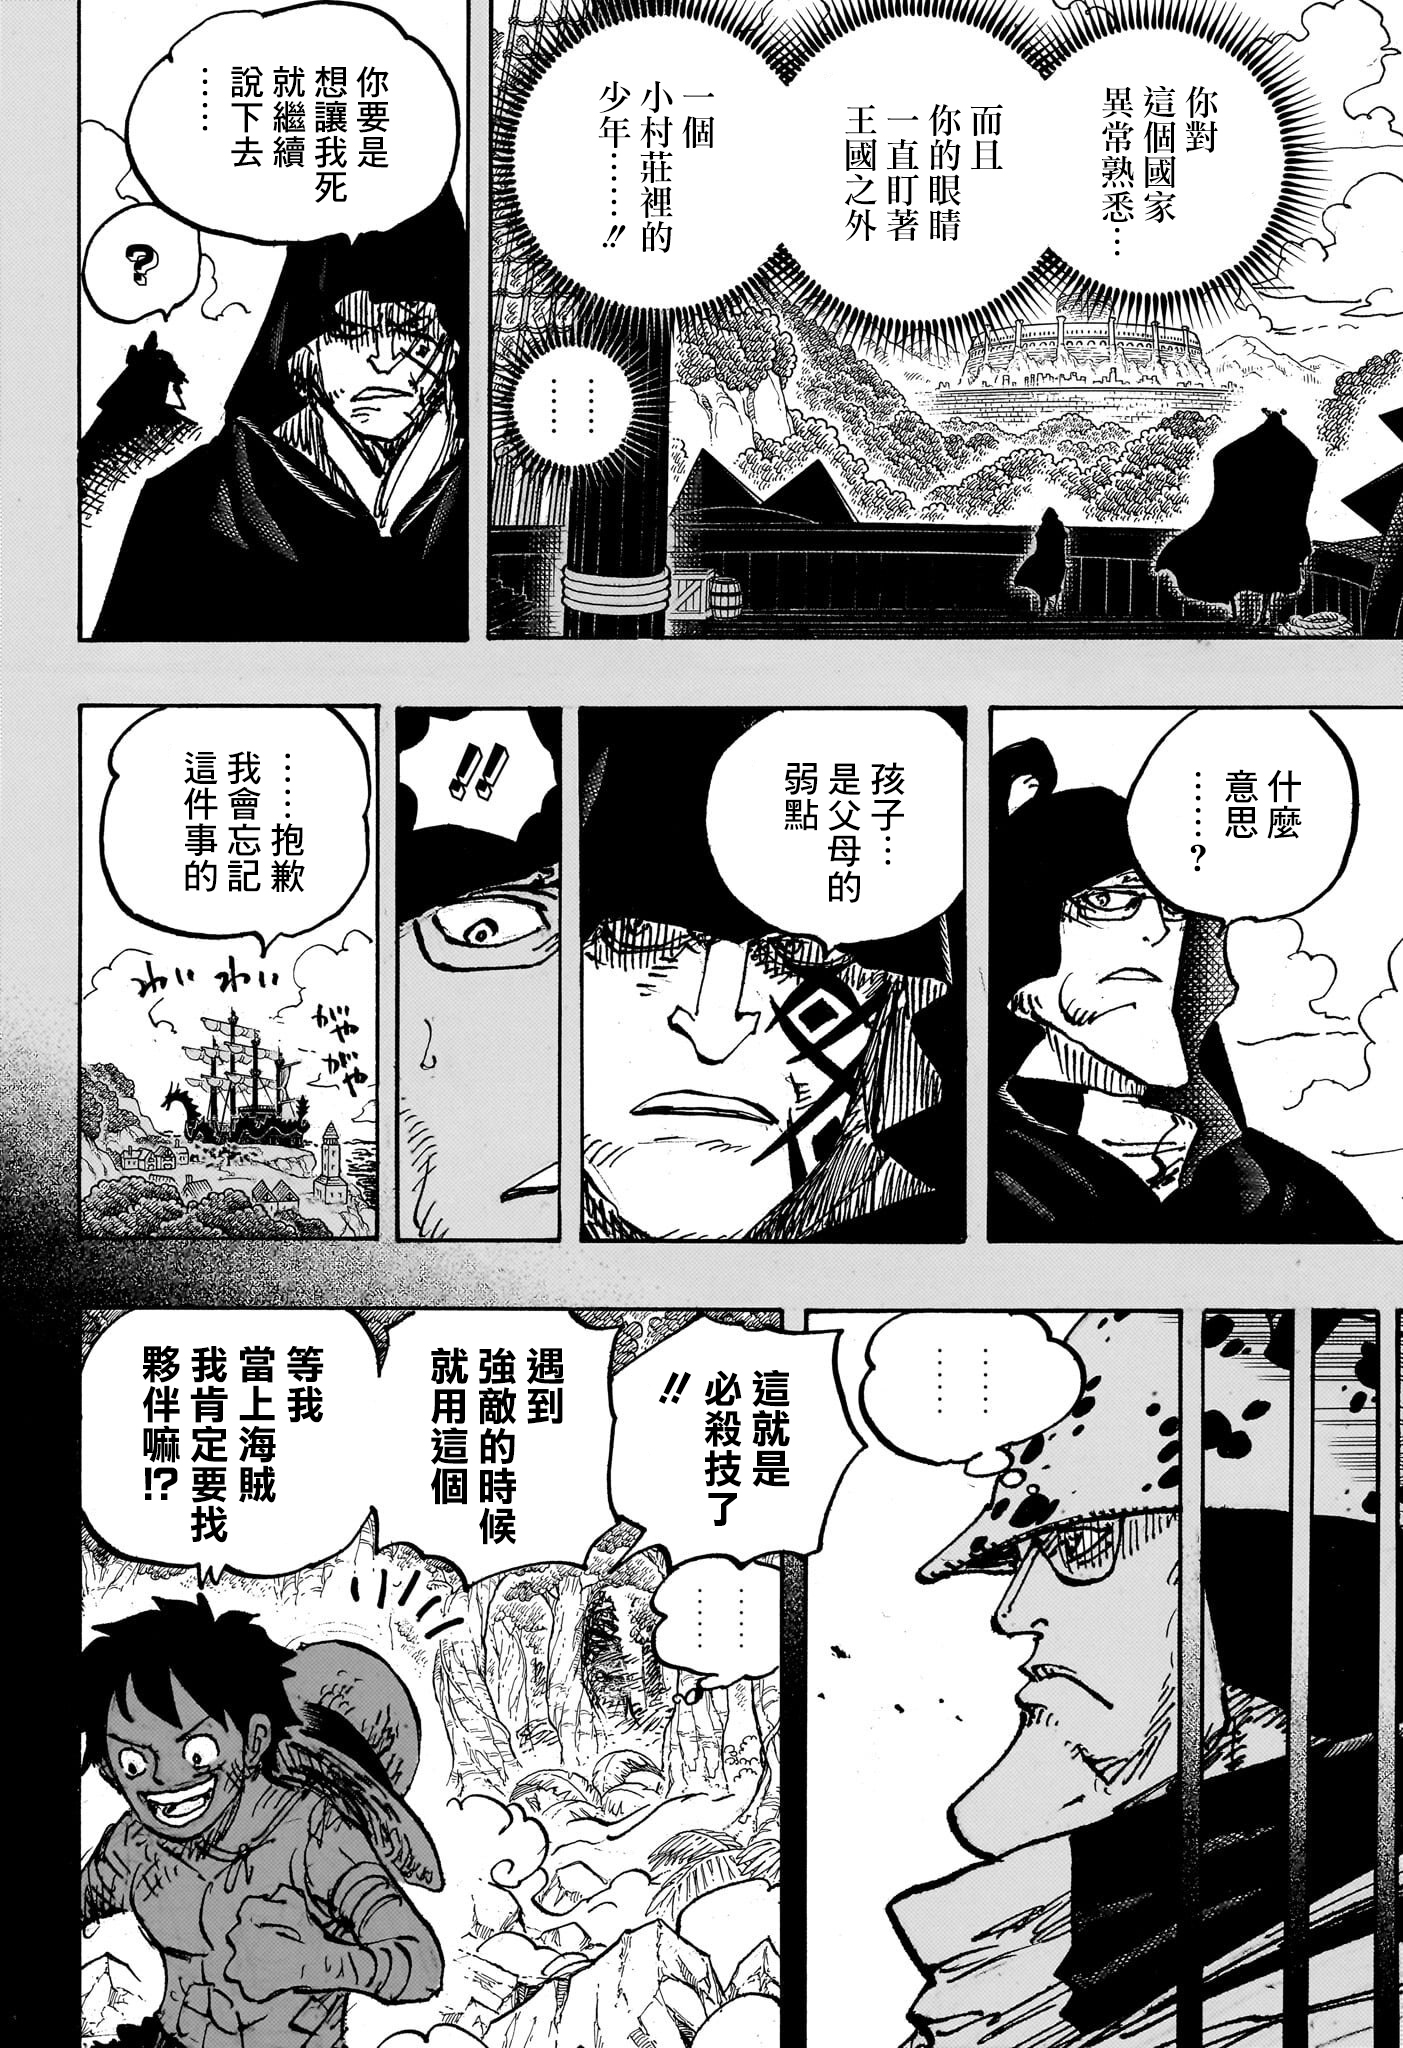 你對
這個國家
異常熟悉…
而且
你的眼睛
一直盯著
王國之外
一個
小村莊裡的
少年……!!
……
你要是
想讓我死
就繼續
說下去
……
?
什麼
意思
……?
孩子…
是父母的
弱點
!!
……抱歉
我會忘記
這件事的
わい わい
がや
がや
……
……
這就是
必殺技了
!!
……
……
遇到
強敵的時候
就用這個
等我
當上海賊
我肯定要找
夥伴嘛!?